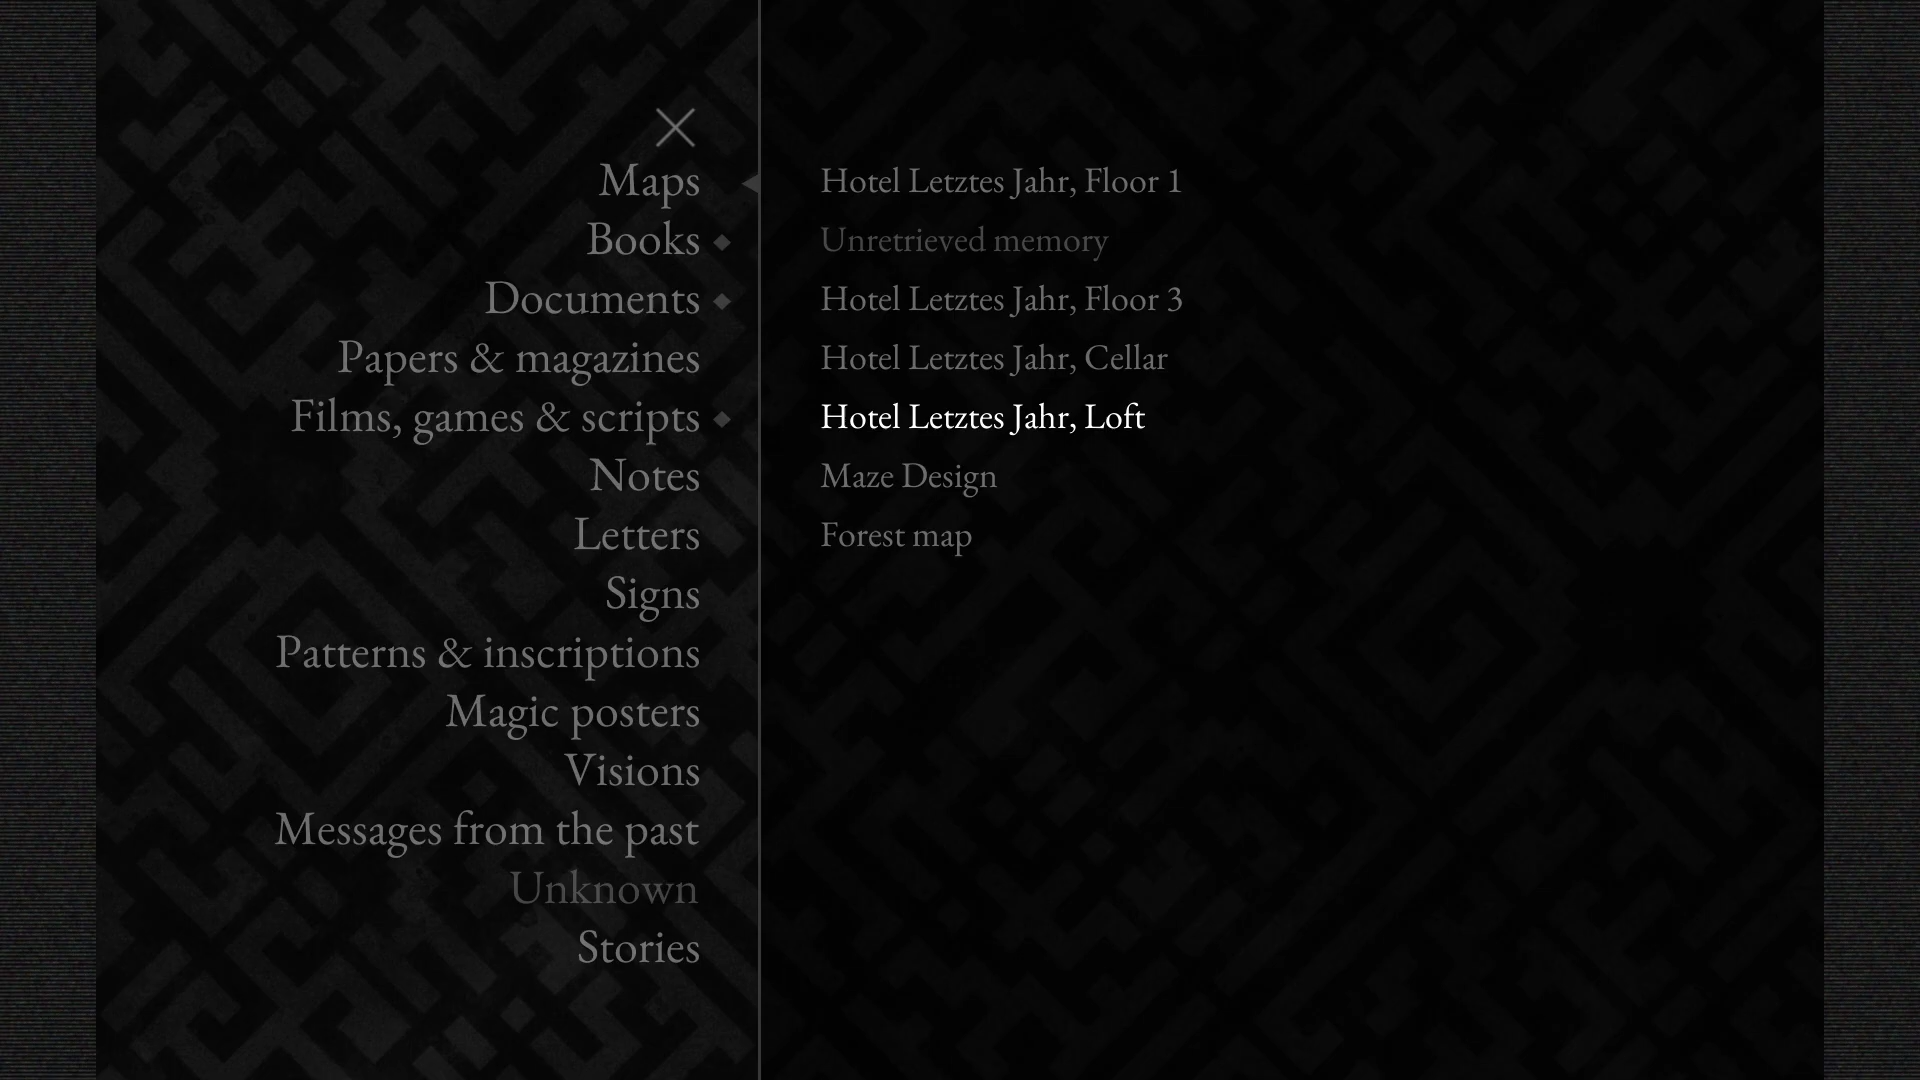 Maps
Books
Documents
Papers & magazines
Films, games & scripts
Notes
Letters
Signs
Patterns & inscriptions
Magic posters
Visions
Messages from the past
Unknown
Stories
Hotel Letztes Jahr, Floor 1
Unretrieved memory
Hotel Letztes Jahr, Floor 3
Hotel Letztes Jahr, Cellar
Hotel Letztes Jahr, Loft
Maze Design
Forest map